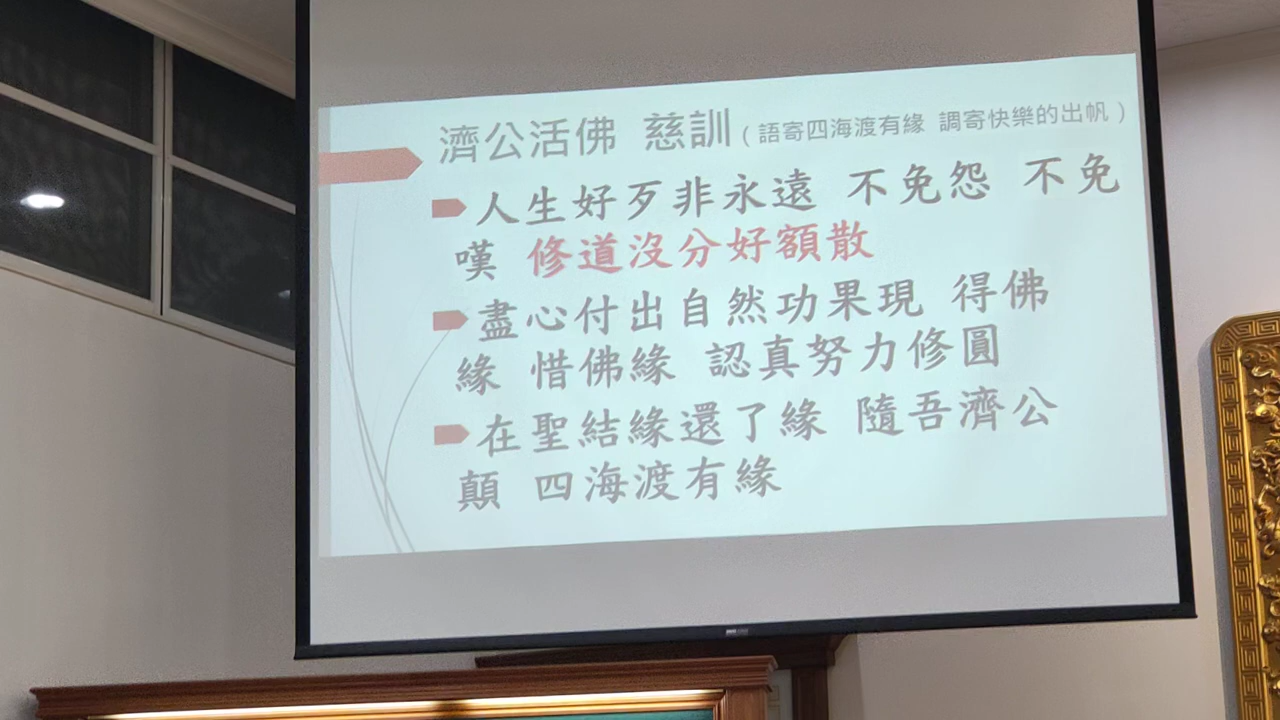 濟公活佛 慈訓（語寄四海渡有緣 調寄快樂的出帆）
人生好歹非永遠 不免怨 不免
嘆 修道沒分好額散
盡心付出自然功果現 得佛
緣 惜佛緣 認真努力修圓
在聖結緣還了緣 隨吾濟公
顛 四海渡有緣